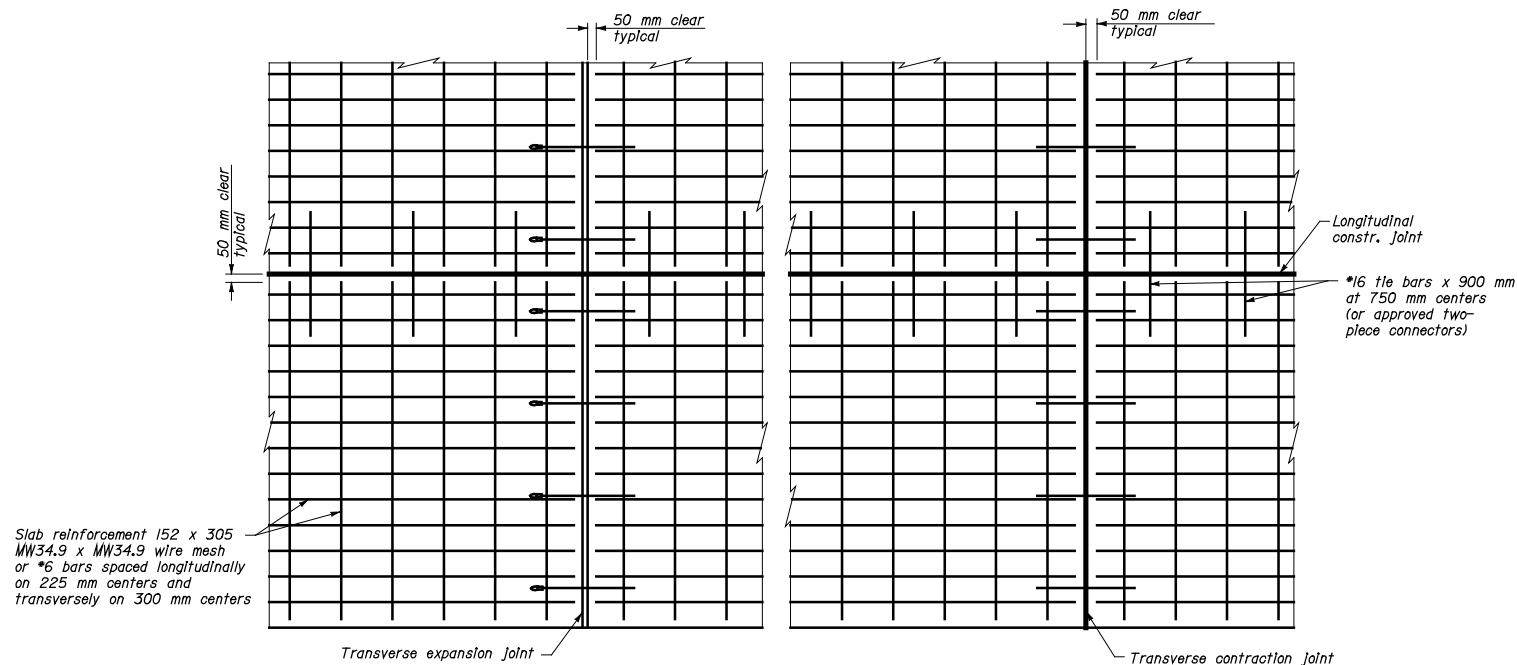 50 mm clear
typical
50 mm clear
typical
50 mm clear
typical
Longitudinal
constr. joint
#16 tie bars x 900 mm
at 750 mm centers
(or approved two-
piece connectors)
Slab reinforcement 152 x 305
MW34.9 x MW34.9 wire mesh
or #6 bars spaced longitudinally
on 225 mm centers and
transversely on 300 mm centers
Transverse expansion joint
Transverse contraction joint